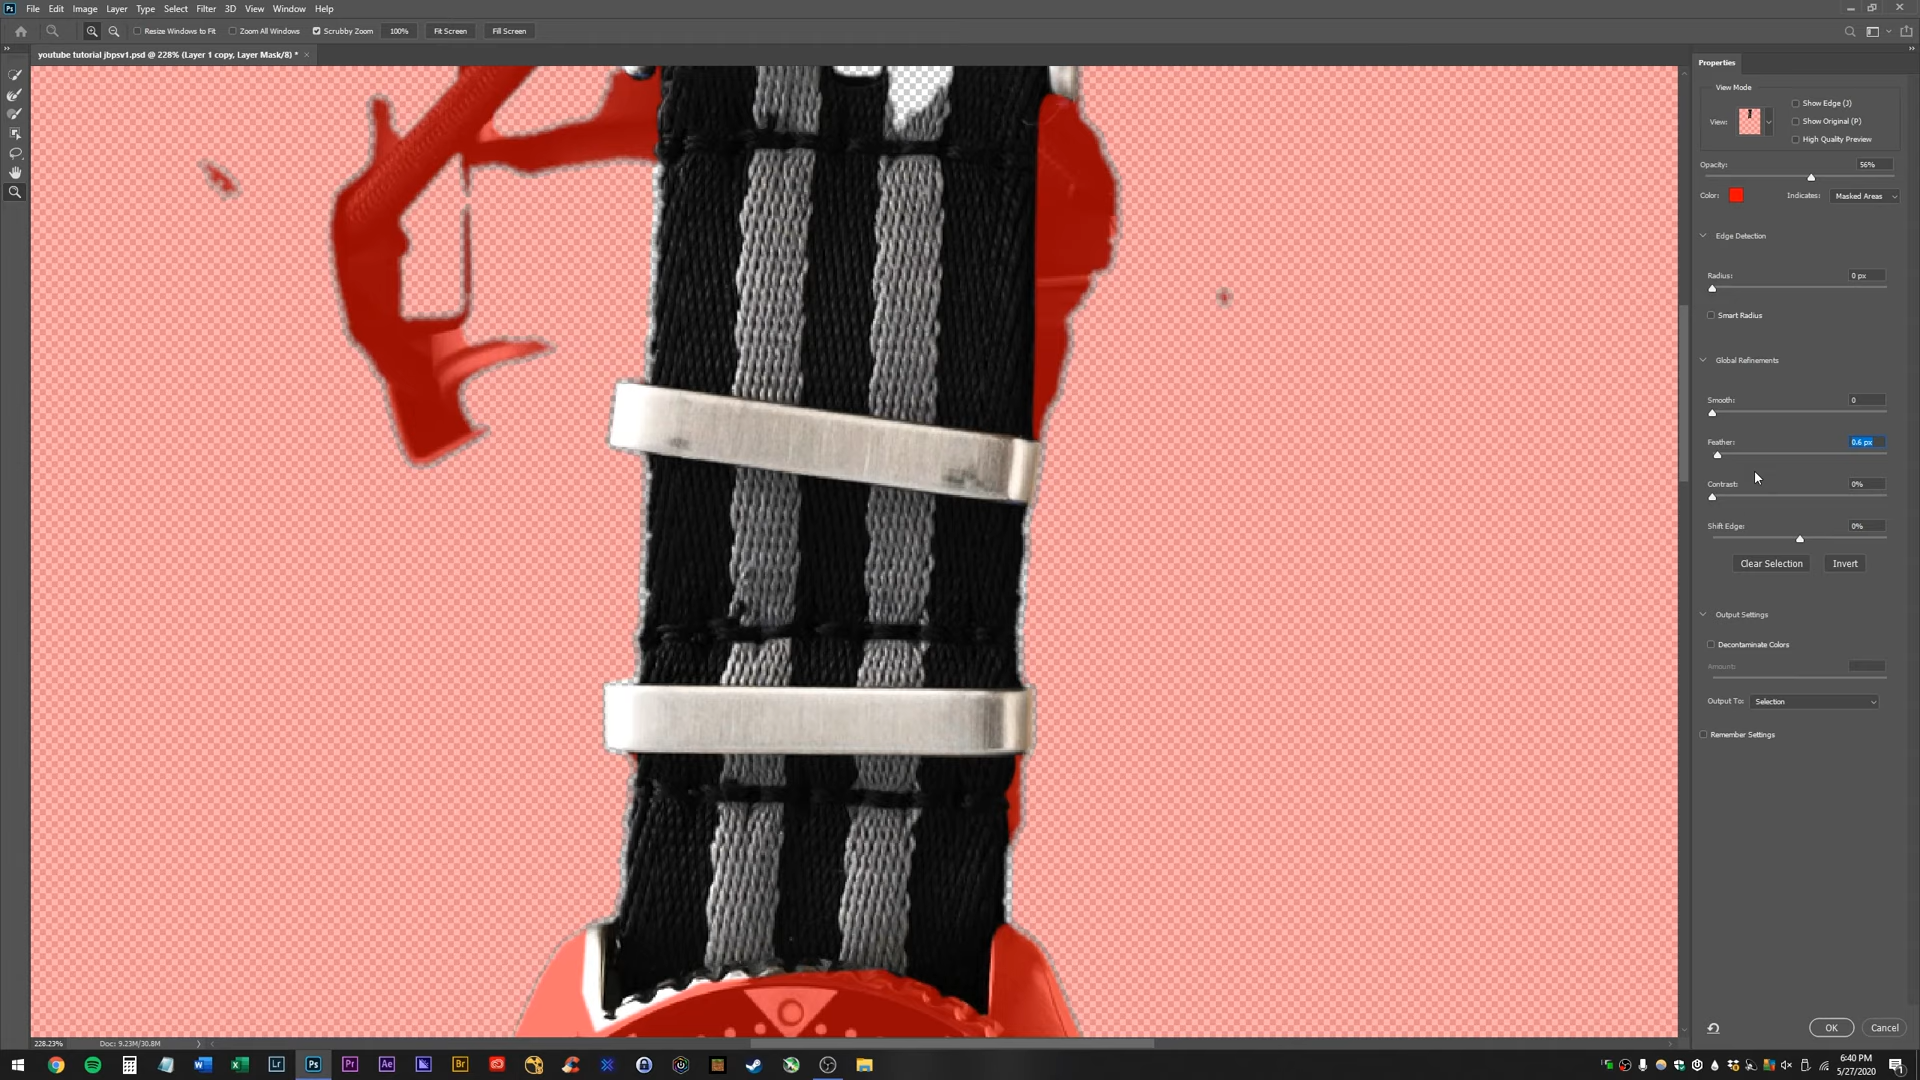 File Edit Image Layer Type Select Filter 3D View Window Help
Resize Windows to Fit Zoom All Windows Scrubby Zoom 100% Fit Screen Fill Screen
youtube tutorial jbpsv1.psd @ 228% (Layer 1 copy, Layer Mask/8) *
Properties
View Mode
Show Edge (J)
View: Show Original (P)
High Quality Preview
Opacity: 56%
Color: Indicates: Masked Areas
Edge Detection
Radius: 0 px
Smart Radius
Global Refinements
Smooth: 0
Feather: 0.6 px
Contrast: 0%
Shift Edge: 0%
Clear Selection Invert
Output Settings
Decontaminate Colors
Amount:
Output To: Selection
Remember Settings
OK Cancel
228.23% Doc: 9.23M/30.8M
6:40 PM
5/27/2020